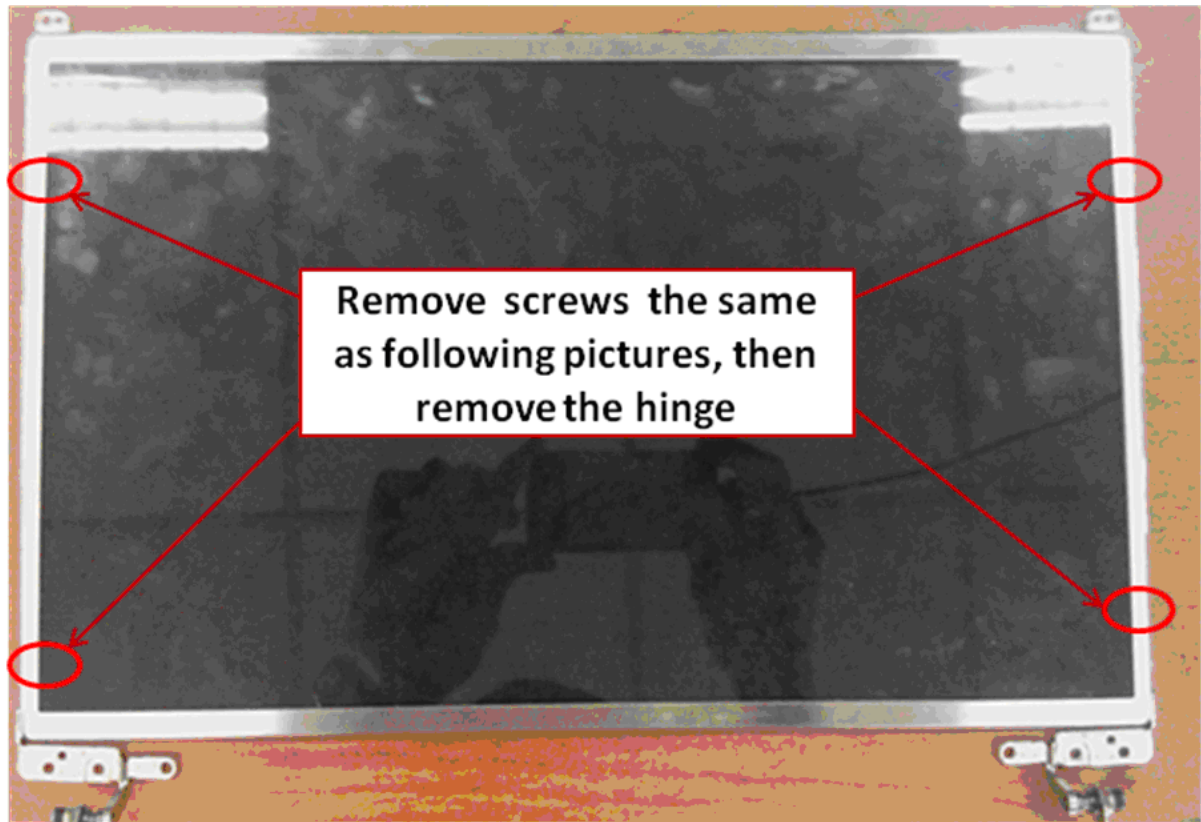 Remove screws the same
as following pictures, then
remove the hinge